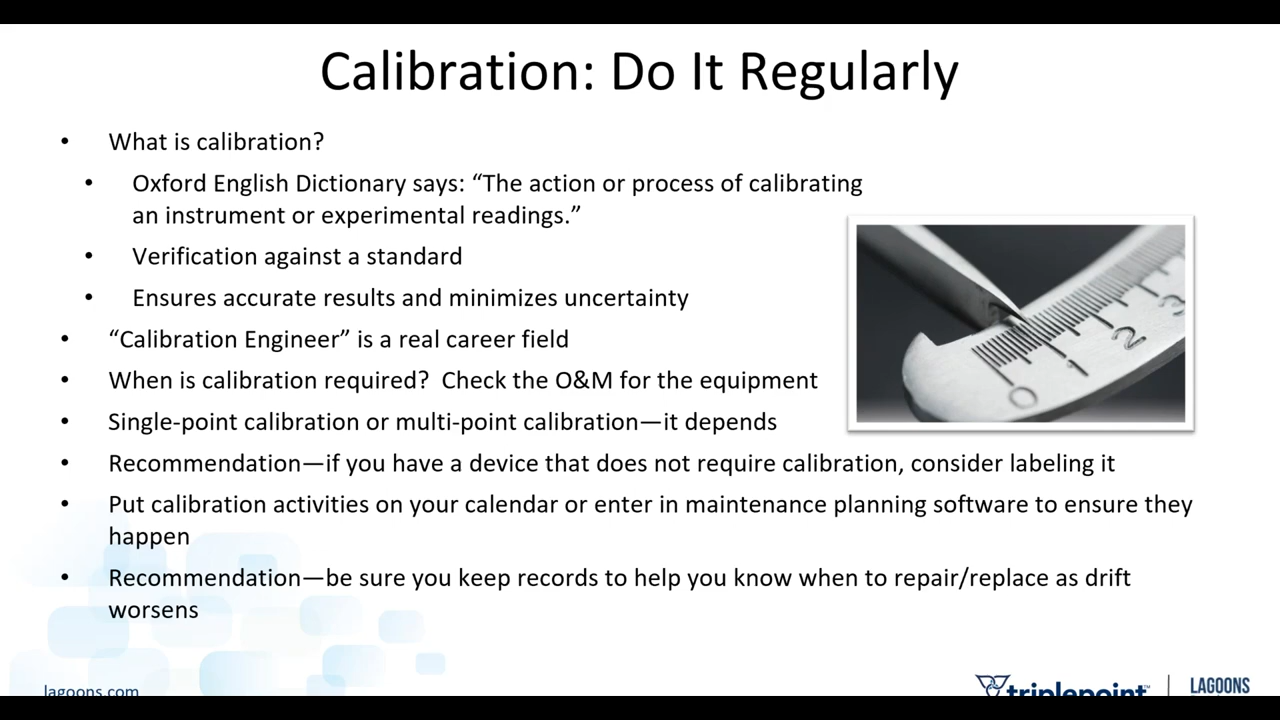 Calibration: Do It Regularly
• What is calibration?
• Oxford English Dictionary says: “The action or process of calibrating
an instrument or experimental readings.”
• Verification against a standard
• Ensures accurate results and minimizes uncertainty
• “Calibration Engineer” is a real career field
• When is calibration required?  Check the O&M for the equipment
• Single-point calibration or multi-point calibration—it depends
• Recommendation—if you have a device that does not require calibration, consider labeling it
• Put calibration activities on your calendar or enter in maintenance planning software to ensure they
happen
• Recommendation—be sure you keep records to help you know when to repair/replace as drift
worsens
0 1 2 3
lagoons.com
triplepoint™ | LAGOONS